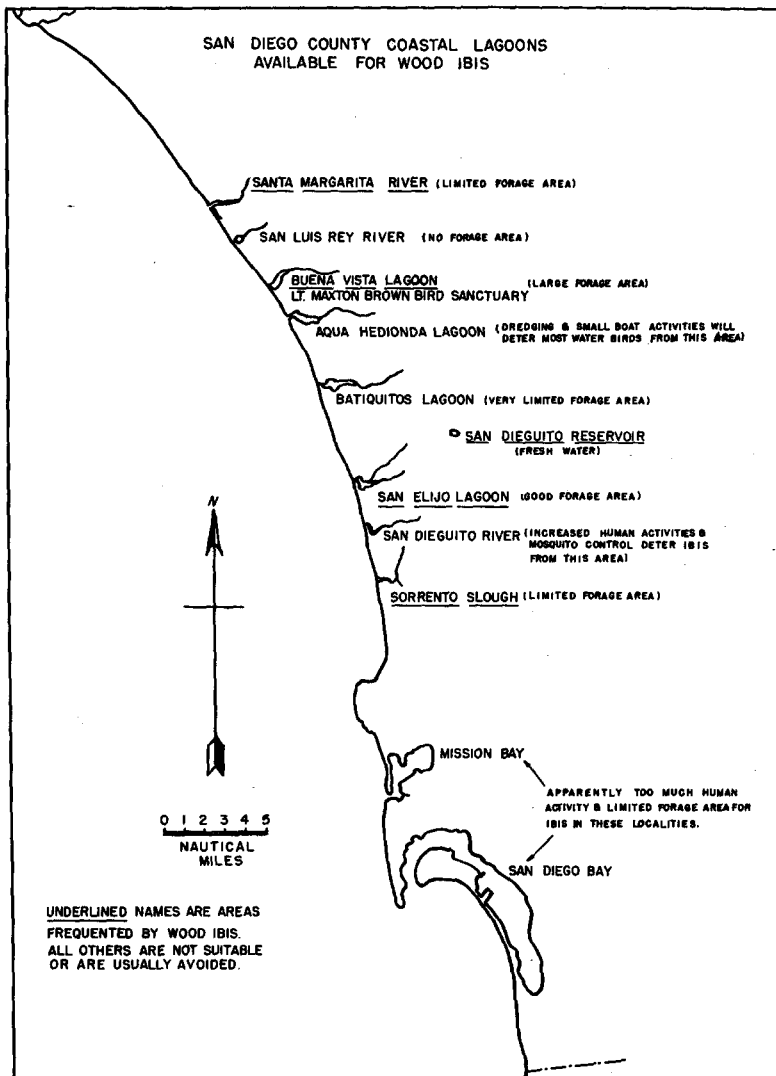 SAN DIEGO COUNTY COASTAL LAGOONS
AVAILABLE FOR WOOD IBIS
SANTA MARGARITA RIVER (LIMITED FORAGE AREA)
SAN LUIS REY RIVER (NO FORAGE AREA)
BUENA VISTA LAGOON (LARGE FORAGE AREA)
LT. MAXTON BROWN BIRD SANCTUARY
AQUA HEDIONDA LAGOON (DREDGING & SMALL BOAT ACTIVITIES WILL
DETER MOST WATER BIRDS FROM THIS AREA)
BATIQUITOS LAGOON (VERY LIMITED FORAGE AREA)
SAN DIEGUITO RESERVOIR
(FRESH WATER)
SAN ELIJO LAGOON (GOOD FORAGE AREA)
N
SAN DIEGUITO RIVER (INCREASED HUMAN ACTIVITIES &
MOSQUITO CONTROL DETER IBIS
FROM THIS AREA)
SORRENTO SLOUGH (LIMITED FORAGE AREA)
MISSION BAY
APPARENTLY TOO MUCH HUMAN
ACTIVITY & LIMITED FORAGE AREA FOR
IBIS IN THESE LOCALITIES.
0 1 2 3 4 5
NAUTICAL
MILES
SAN DIEGO BAY
UNDERLINED NAMES ARE AREAS
FREQUENTED BY WOOD IBIS.
ALL OTHERS ARE NOT SUITABLE
OR ARE USUALLY AVOIDED.